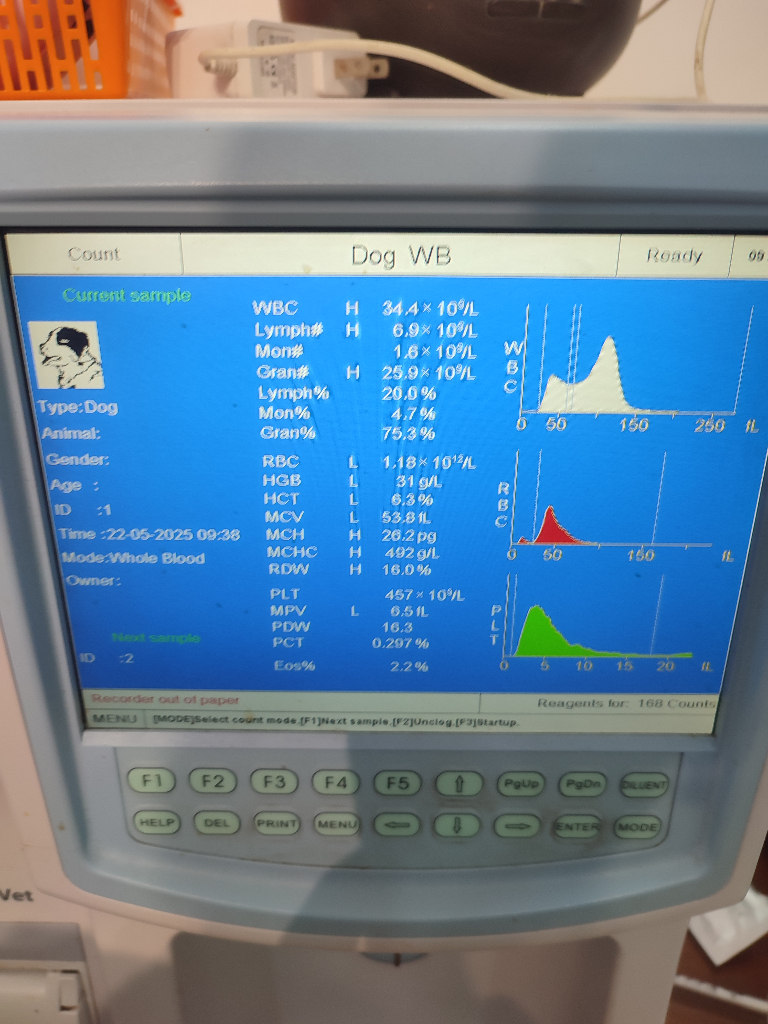 Count Dog WB Ready 09
Current sample
Type:Dog
Animal:
Gender:
Age :
ID :1
Time :22-05-2025 09:38
Mode:Whole Blood
Owner:
Next sample
ID :2
WBC H 34.4 × 10⁹/L
Lymph# H 6.9 × 10⁹/L
Mon# 1.6 × 10⁹/L
Gran# H 25.9 × 10⁹/L
Lymph% 20.0 %
Mon% 4.7 %
Gran% 75.3 %
RBC L 1.18 × 10¹²/L
HGB L 31 g/L
HCT L 6.3 %
MCV L 53.8 fL
MCH H 26.2 pg
MCHC H 492 g/L
RDW H 16.0 %
PLT 457 × 10⁹/L
MPV L 6.5 fL
PDW 16.3
PCT 0.297 %
Eos% 2.2 %
WBC
0 50 150 250 fL
RBC
0 50 150 fL
PLT
0 5 10 15 20 fL
Recorder out of paper
Reagents for: 168 Counts
MENU [MODE]Select count mode,[F1]Next sample,[F2]Unclog,[F3]Startup.
F1 F2 F3 F4 F5 ⇧ PgUp PgDn DILUENT
HELP DEL PRINT MENU ⇦ ⇩ ⇨ ENTER MODE
Vet